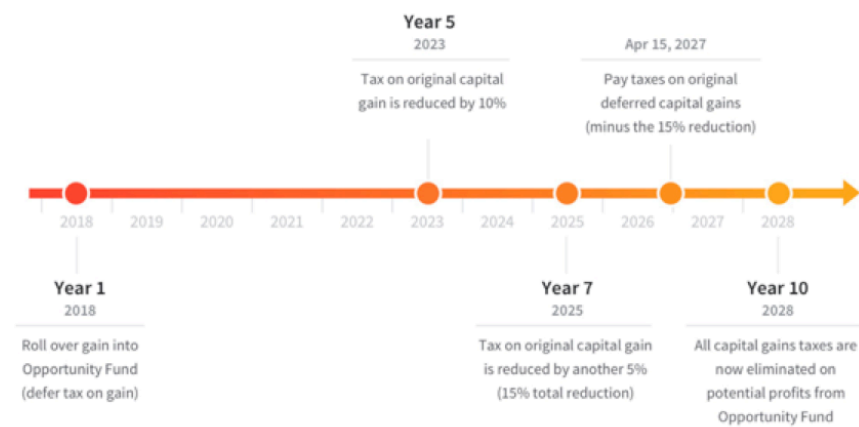 Year 5
2023
Tax on original capital
gain is reduced by 10%
Apr 15, 2027
Pay taxes on original
deferred capital gains
(minus the 15% reduction)
2018 2019 2020 2021 2022 2023 2024 2025 2026 2027 2028
Year 1
2018
Roll over gain into
Opportunity Fund
(defer tax on gain)
Year 7
2025
Tax on original capital gain
is reduced by another 5%
(15% total reduction)
Year 10
2028
All capital gains taxes are
now eliminated on
potential profits from
Opportunity Fund